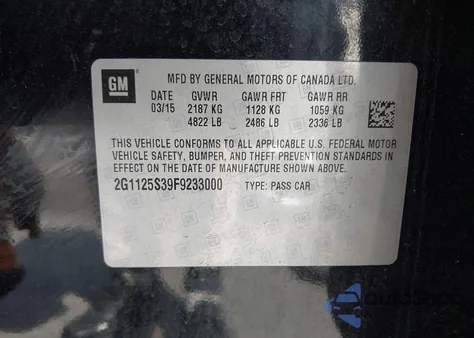 GM
MFD BY GENERAL MOTORS OF CANADA LTD.
DATE GVWR GAWR FRT GAWR RR
03/15 2187 KG 1128 KG 1059 KG
4822 LB 2486 LB 2336 LB
THIS VEHICLE CONFORMS TO ALL APPLICABLE U.S. FEDERAL MOTOR
VEHICLE SAFETY, BUMPER, AND THEFT PREVENTION STANDARDS IN
EFFECT ON THE DATE OF MANUFACTURE SHOWN ABOVE.
2G1125S39F9233000 TYPE: PASS CAR